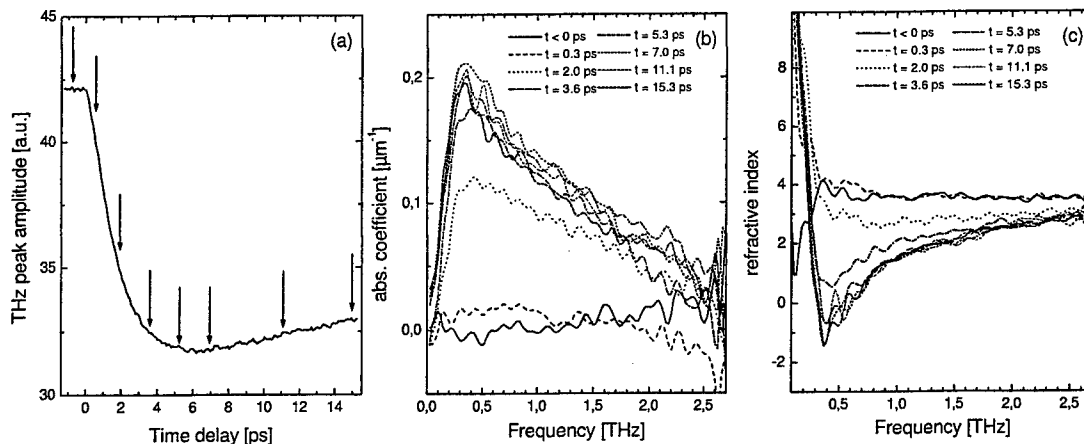 (a)
THz peak amplitude [a.u.]
45
42
37
35
30
0 2 4 6 8 10 12 14
Time delay [ps]
(b)
t < 0 ps
t = 0.3 ps
t = 2.0 ps
t = 3.6 ps
t = 5.3 ps
t = 7.0 ps
t = 11.1 ps
t = 15.3 ps
abs. coefficient [µm⁻¹]
0,2
0,1
0,0
0,0 0,5 1,0 1,5 2,0 2,5
Frequency [THz]
(c)
t < 0 ps
t = 0.3 ps
t = 2.0 ps
t = 3.6 ps
t = 5.3 ps
t = 7.0 ps
t = 11.1 ps
t = 15.3 ps
refractive index
8
6
4
2
0
-2
0,5 1,0 1,5 2,0 2,5
Frequency [THz]